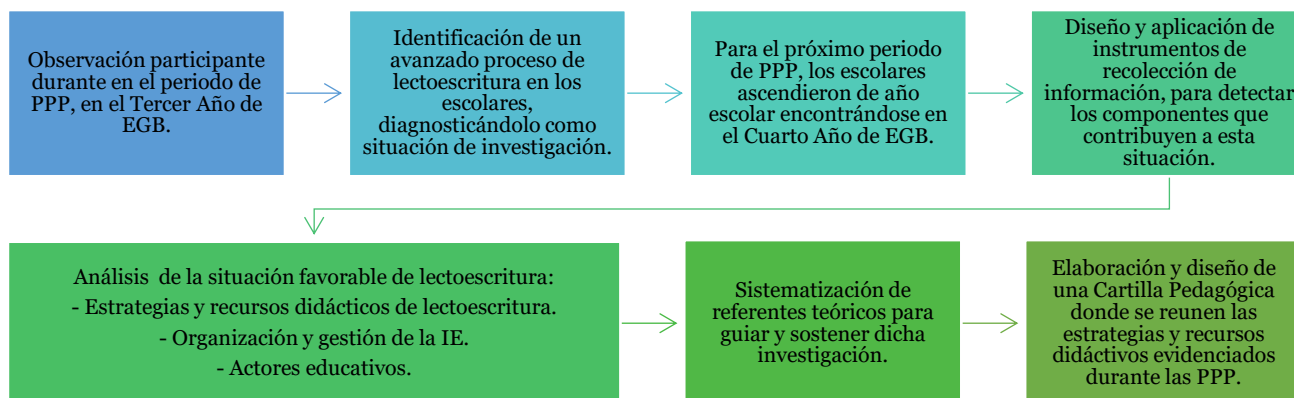 Observación participante
durante en el periodo de
PPP, en el Tercer Año de
EGB.
Identificación de un
avanzado proceso de
lectoescritura en los
escolares,
diagnosticándolo como
situación de investigación.
Para el próximo periodo
de PPP, los escolares
ascendieron de año
escolar encontrándose en
el Cuarto Año de EGB.
Diseño y aplicación de
instrumentos de
recolección de
información, para detectar
los componentes que
contribuyen a esta
situación.
Análisis de la situación favorable de lectoescritura:
- Estrategias y recursos didácticos de lectoescritura.
- Organización y gestión de la IE.
- Actores educativos.
Sistematización de
referentes teóricos para
guiar y sostener dicha
investigación.
Elaboración y diseño de
una Cartilla Pedagógica
donde se reunen las
estrategias y recursos
didáctivos evidenciados
durante las PPP.